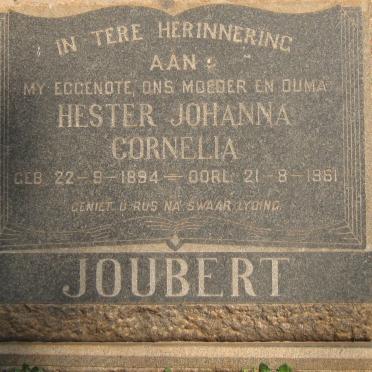 IN TERE HERINNERING
AAN :
MY EGGENOTE, ONS MOEDER EN OUMA
HESTER JOHANNA
CORNELIA
GEB. 22-9-1894 — OORL. 21-8-1961
GENIET U RUS NA SWAAR LYDING.
JOUBERT